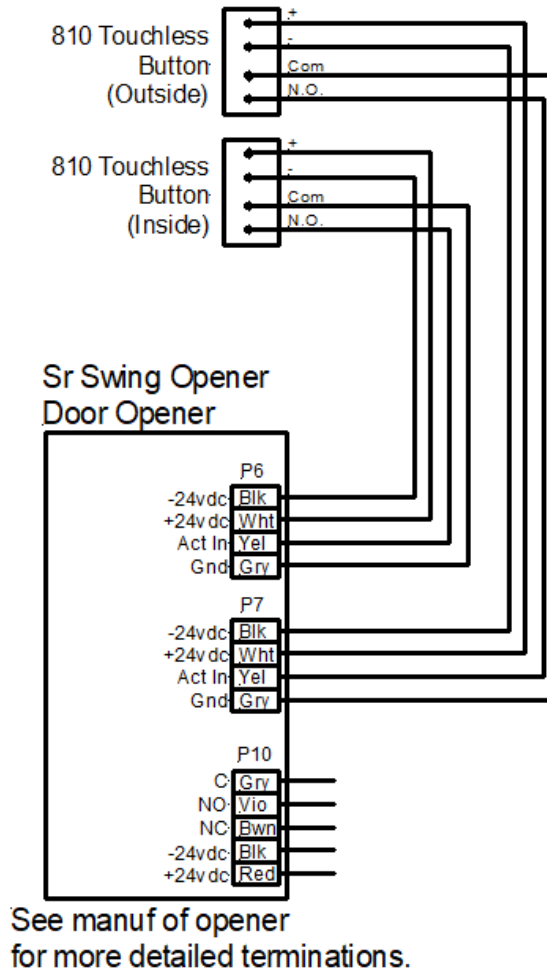 810 Touchless
Button
(Outside)
+
-
Com
N.O.
810 Touchless
Button
(Inside)
+
-
Com
N.O.
Sr Swing Opener
Door Opener
P6
-24vdc Blk
+24vdc Wht
Act In Yel
Gnd Gry
P7
-24vdc Blk
+24vdc Wht
Act In Yel
Gnd Gry
P10
C Gry
NO Vio
NC Bwn
-24vdc Blk
+24vdc Red
See manuf of opener
for more detailed terminations.